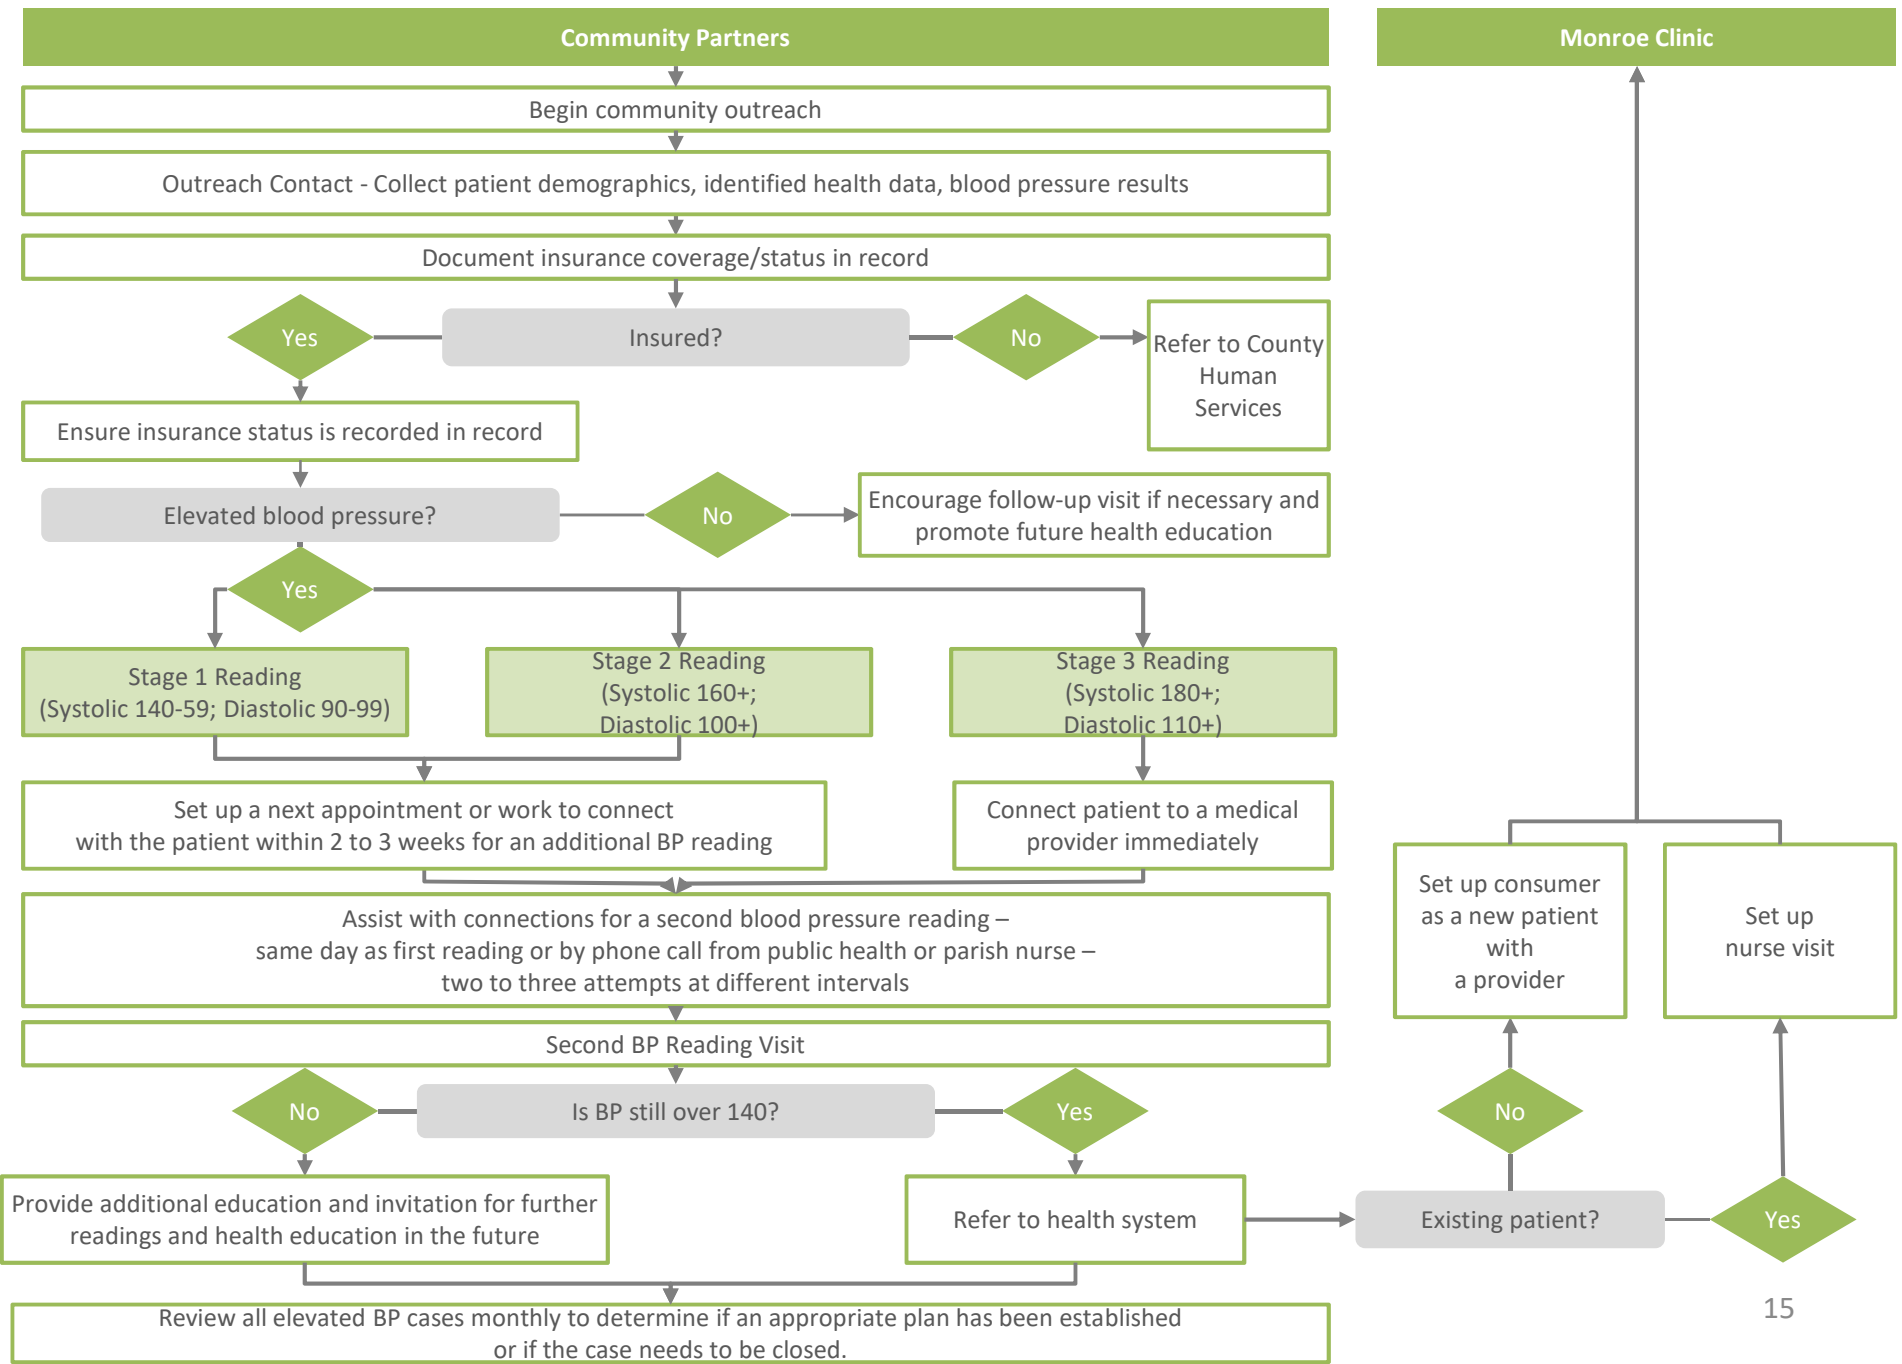 Community Partners
Monroe Clinic
Begin community outreach
Outreach Contact - Collect patient demographics, identified health data, blood pressure results
Document insurance coverage/status in record
Yes
Insured?
No
Refer to County
Human
Services
Ensure insurance status is recorded in record
Elevated blood pressure?
No
Encourage follow-up visit if necessary and
promote future health education
Yes
Stage 1 Reading
(Systolic 140-59; Diastolic 90-99)
Stage 2 Reading
(Systolic 160+;
Diastolic 100+)
Stage 3 Reading
(Systolic 180+;
Diastolic 110+)
Set up a next appointment or work to connect
with the patient within 2 to 3 weeks for an additional BP reading
Connect patient to a medical
provider immediately
Assist with connections for a second blood pressure reading –
same day as first reading or by phone call from public health or parish nurse –
two to three attempts at different intervals
Second BP Reading Visit
No
Is BP still over 140?
Yes
Provide additional education and invitation for further
readings and health education in the future
Refer to health system
Existing patient?
No
Yes
Set up consumer
as a new patient
with
a provider
Set up
nurse visit
Review all elevated BP cases monthly to determine if an appropriate plan has been established
or if the case needs to be closed.
15